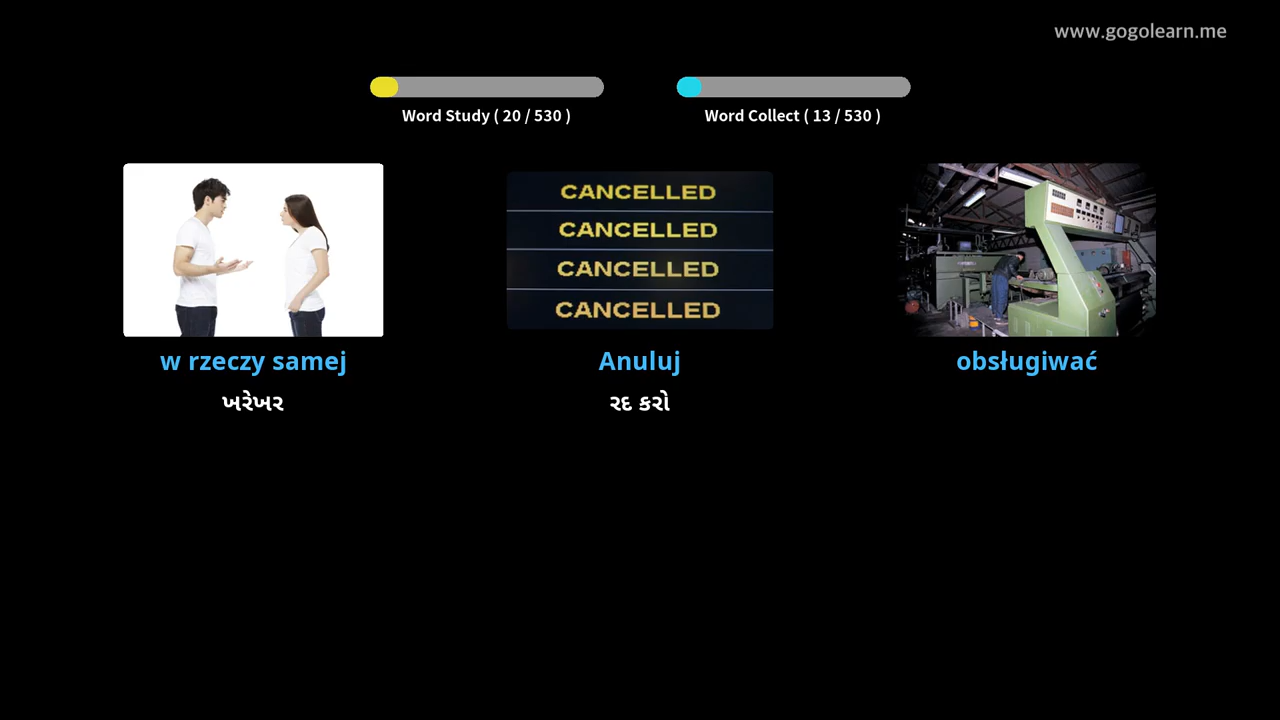 www.gogolearn.me
Word Study ( 20 / 530 )
Word Collect ( 13 / 530 )
CANCELLED
CANCELLED
CANCELLED
CANCELLED
w rzeczy samej
Anuluj
obsługiwać
ખરેખર
રદ કરો